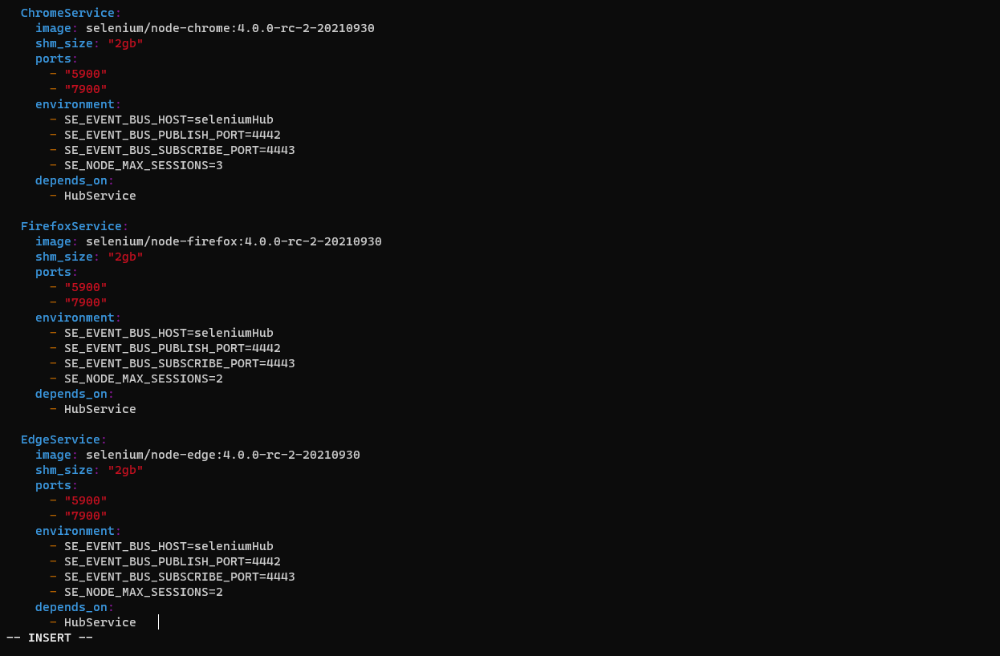 ChromeService:
image: selenium/node-chrome:4.0.0-rc-2-20210930
shm_size: "2gb"
ports:
- "5900"
- "7900"
environment:
- SE_EVENT_BUS_HOST=seleniumHub
- SE_EVENT_BUS_PUBLISH_PORT=4442
- SE_EVENT_BUS_SUBSCRIBE_PORT=4443
- SE_NODE_MAX_SESSIONS=3
depends_on:
- HubService
FirefoxService:
image: selenium/node-firefox:4.0.0-rc-2-20210930
shm_size: "2gb"
ports:
- "5900"
- "7900"
environment:
- SE_EVENT_BUS_HOST=seleniumHub
- SE_EVENT_BUS_PUBLISH_PORT=4442
- SE_EVENT_BUS_SUBSCRIBE_PORT=4443
- SE_NODE_MAX_SESSIONS=2
depends_on:
- HubService
EdgeService:
image: selenium/node-edge:4.0.0-rc-2-20210930
shm_size: "2gb"
ports:
- "5900"
- "7900"
environment:
- SE_EVENT_BUS_HOST=seleniumHub
- SE_EVENT_BUS_PUBLISH_PORT=4442
- SE_EVENT_BUS_SUBSCRIBE_PORT=4443
- SE_NODE_MAX_SESSIONS=2
depends_on:
- HubService
-- INSERT --